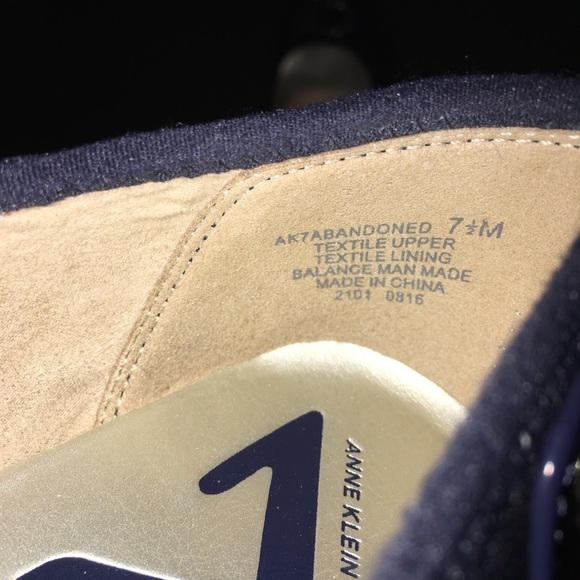 AK7ABANDONED 7½M
TEXTILE UPPER
TEXTILE LINING
BALANCE MAN MADE
MADE IN CHINA
2101 0816
ANNE KLEIN